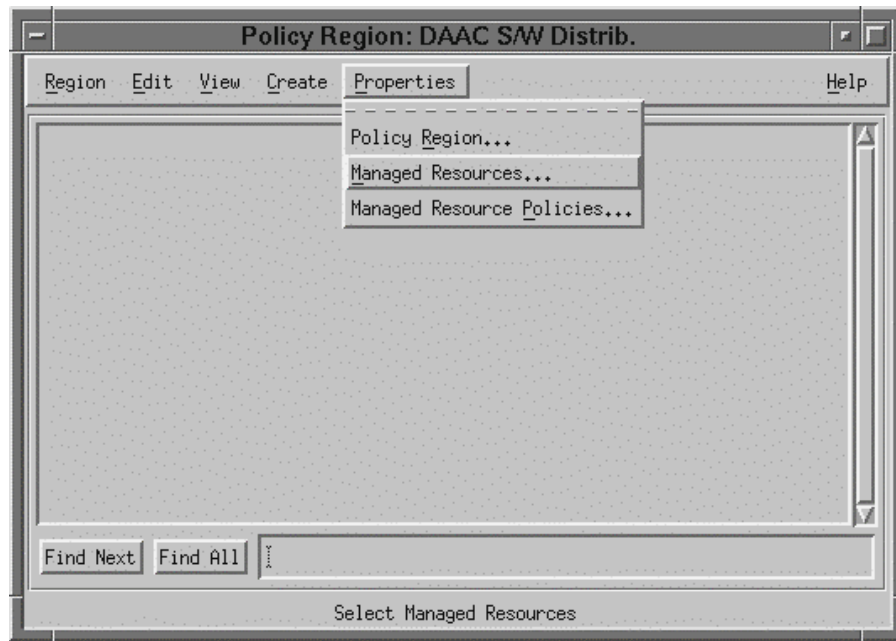 Policy Region: DAAC S/W Distrib.
Region Edit View Create Properties Help
Policy Region...
Managed Resources...
Managed Resource Policies...
Find Next Find All
Select Managed Resources